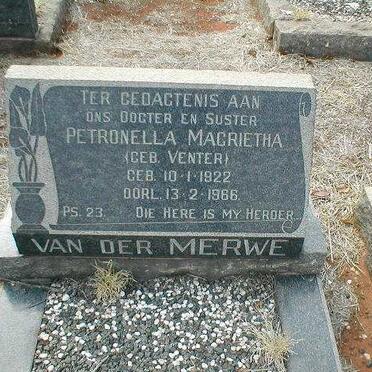 TER GEDAGTENIS AAN
ONS DOGTER EN SUSTER
PETRONELLA MAGRIETHA
(GEB. VENTER)
GEB. 10·1·1922
OORL. 13·2·1966.
PS. 23. DIE HERE IS MY HERDER
VAN DER MERWE